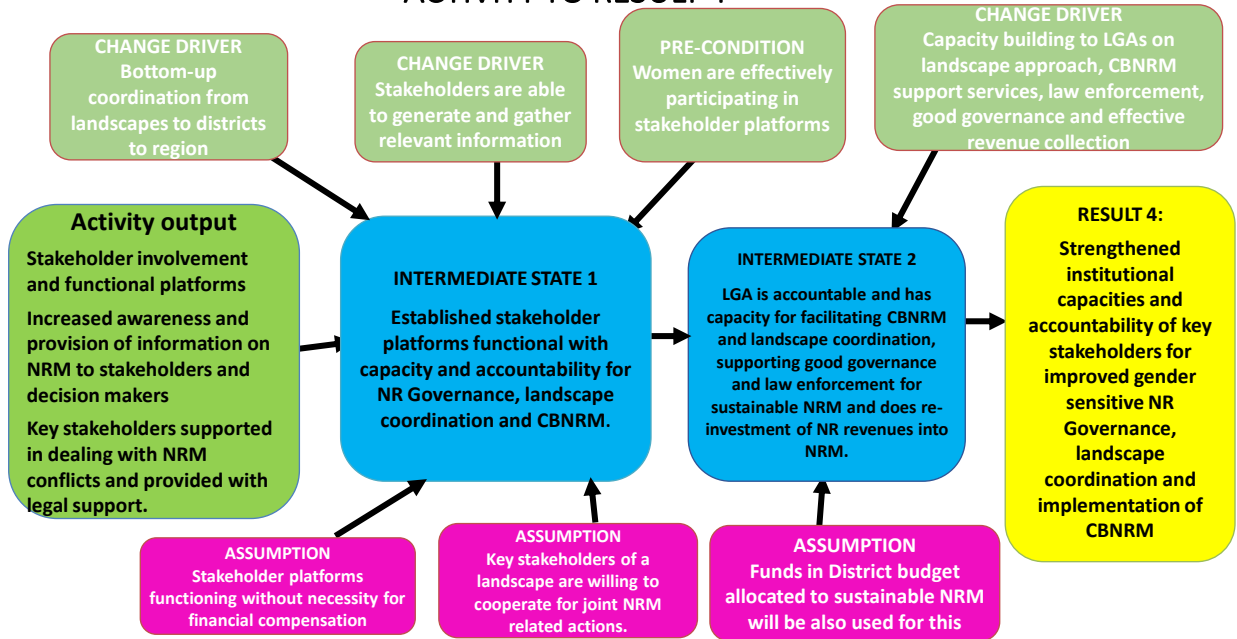 ACTIVITY TO RESULT 4
CHANGE DRIVER
Bottom-up
coordination from
landscapes to districts
to region
CHANGE DRIVER
Stakeholders are able
to generate and gather
relevant information
PRE-CONDITION
Women are effectively
participating in
stakeholder platforms
CHANGE DRIVER
Capacity building to LGAs on
landscape approach, CBNRM
support services, law enforcement,
good governance and effective
revenue collection
Activity output
Stakeholder involvement
and functional platforms
Increased awareness and
provision of information on
NRM to stakeholders and
decision makers
Key stakeholders supported
in dealing with NRM
conflicts and provided with
legal support.
INTERMEDIATE STATE 1
Established stakeholder
platforms functional with
capacity and accountability for
NR Governance, landscape
coordination and CBNRM.
INTERMEDIATE STATE 2
LGA is accountable and has
capacity for facilitating CBNRM
and landscape coordination,
supporting good governance
and law enforcement for
sustainable NRM and does re-
investment of NR revenues into
NRM.
RESULT 4:
Strengthened
institutional
capacities and
accountability of key
stakeholders for
improved gender
sensitive NR
Governance,
landscape
coordination and
implementation of
CBNRM
ASSUMPTION
Stakeholder platforms
functioning without necessity for
financial compensation
ASSUMPTION
Key stakeholders of a
landscape are willing to
cooperate for joint NRM
related actions.
ASSUMPTION
Funds in District budget
allocated to sustainable NRM
will be also used for this